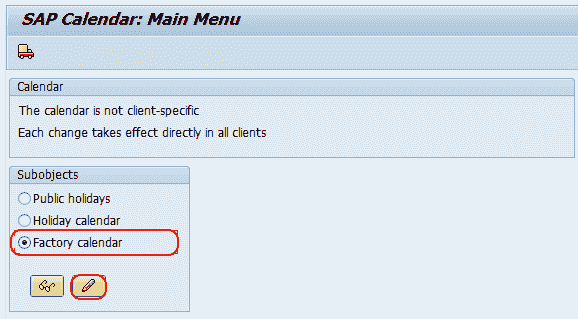 SAP Calendar: Main Menu
Calendar
The calendar is not client-specific
Each change takes effect directly in all clients
Subobjects
Public holidays
Holiday calendar
Factory calendar